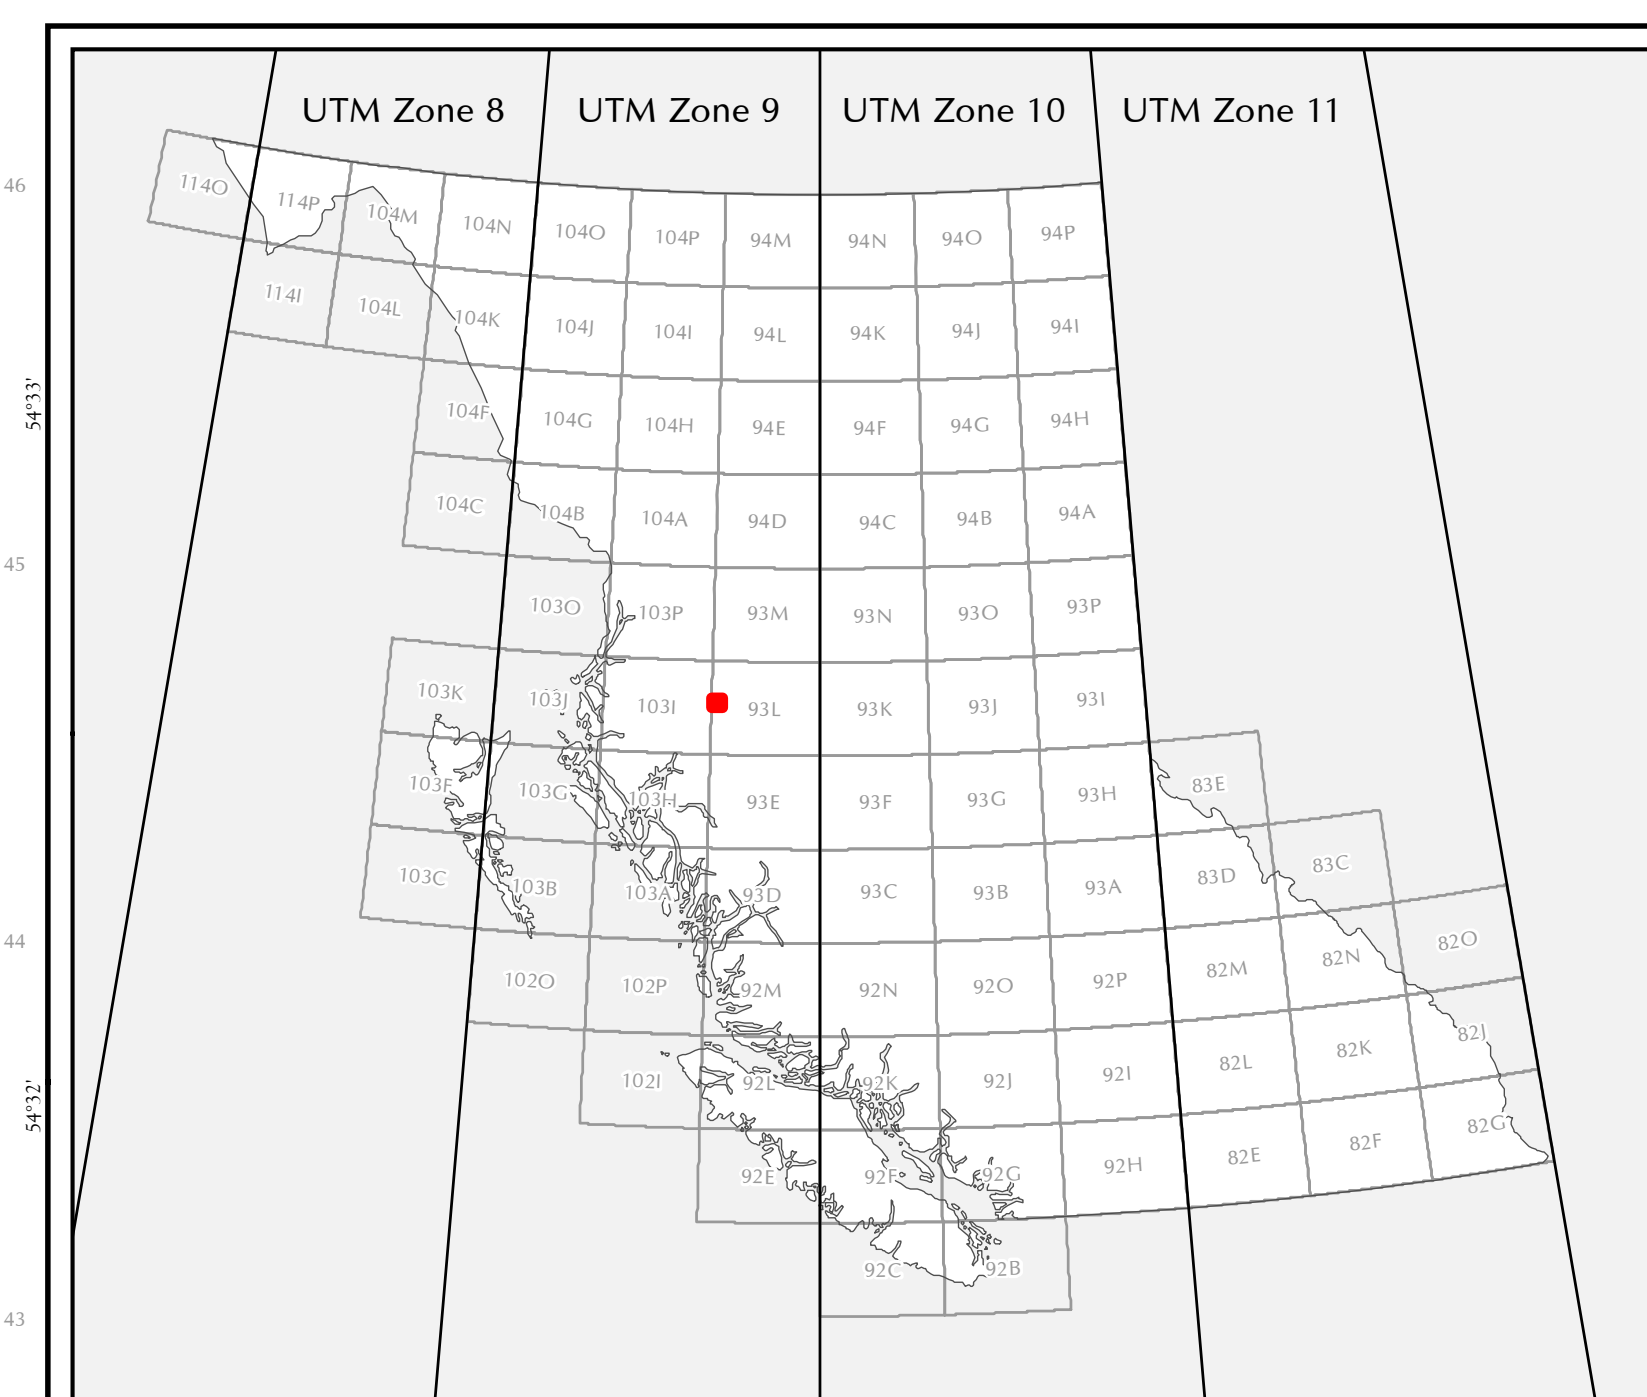 UTM Zone 8 UTM Zone 9 UTM Zone 10 UTM Zone 11
46
114O 114P 104M 104N 104O 104P 94M 94N 94O 94P
114I 104L 104K 104J 104I 94L 94K 94J 94I
54°33'
104F 104G 104H 94E 94F 94G 94H
104C 104B 104A 94D 94C 94B 94A
45
103O 103P 93M 93N 93O 93P
103K 103J 103I 93L 93K 93J 93I
103F 103G 103H 93E 93F 93G 93H 83E
103C 103B 103A 93D 93C 93B 93A 83D 83C
44
102O 102P 92M 92N 92O 92P 82M 82N 82O
54°32'
102I 92L 92K 92J 92I 82L 82K 82J
92E 92F 92G 92H 82E 82F 82G
92C 92B
43